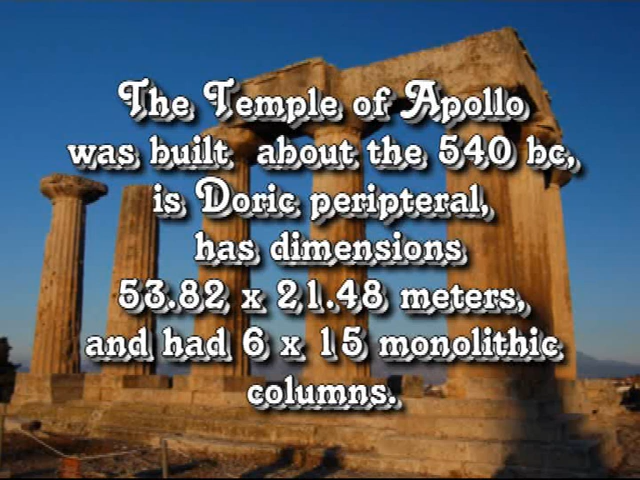 The Temple of Apollo
was built about the 540 bc,
is Doric peripteral,
has dimensions
53.82 x 21.48 meters,
and had 6 x 15 monolithic
columns.